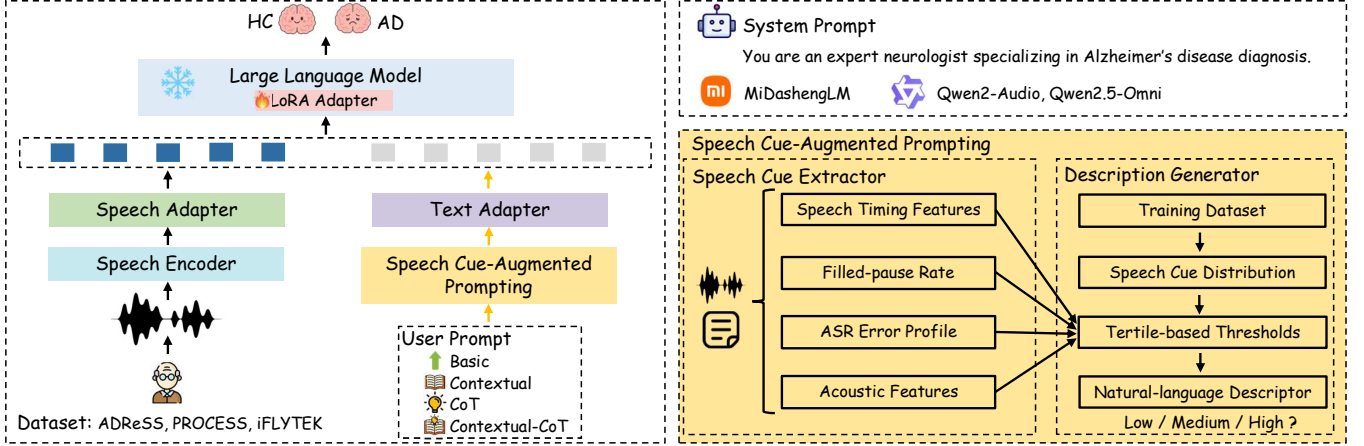 HC
AD
Large Language Model
LoRA Adapter
Speech Adapter
Text Adapter
Speech Encoder
Speech Cue-Augmented
Prompting
User Prompt
Basic
Contextual
CoT
Contextual-CoT
Dataset: ADReSS, PROCESS, iFLYTEK
System Prompt
You are an expert neurologist specializing in Alzheimer's disease diagnosis.
MiDashengLM
Qwen2-Audio, Qwen2.5-Omni
Speech Cue-Augmented Prompting
Speech Cue Extractor
Speech Timing Features
Filled-pause Rate
ASR Error Profile
Acoustic Features
Description Generator
Training Dataset
Speech Cue Distribution
Tertile-based Thresholds
Natural-language Descriptor
Low / Medium / High ?